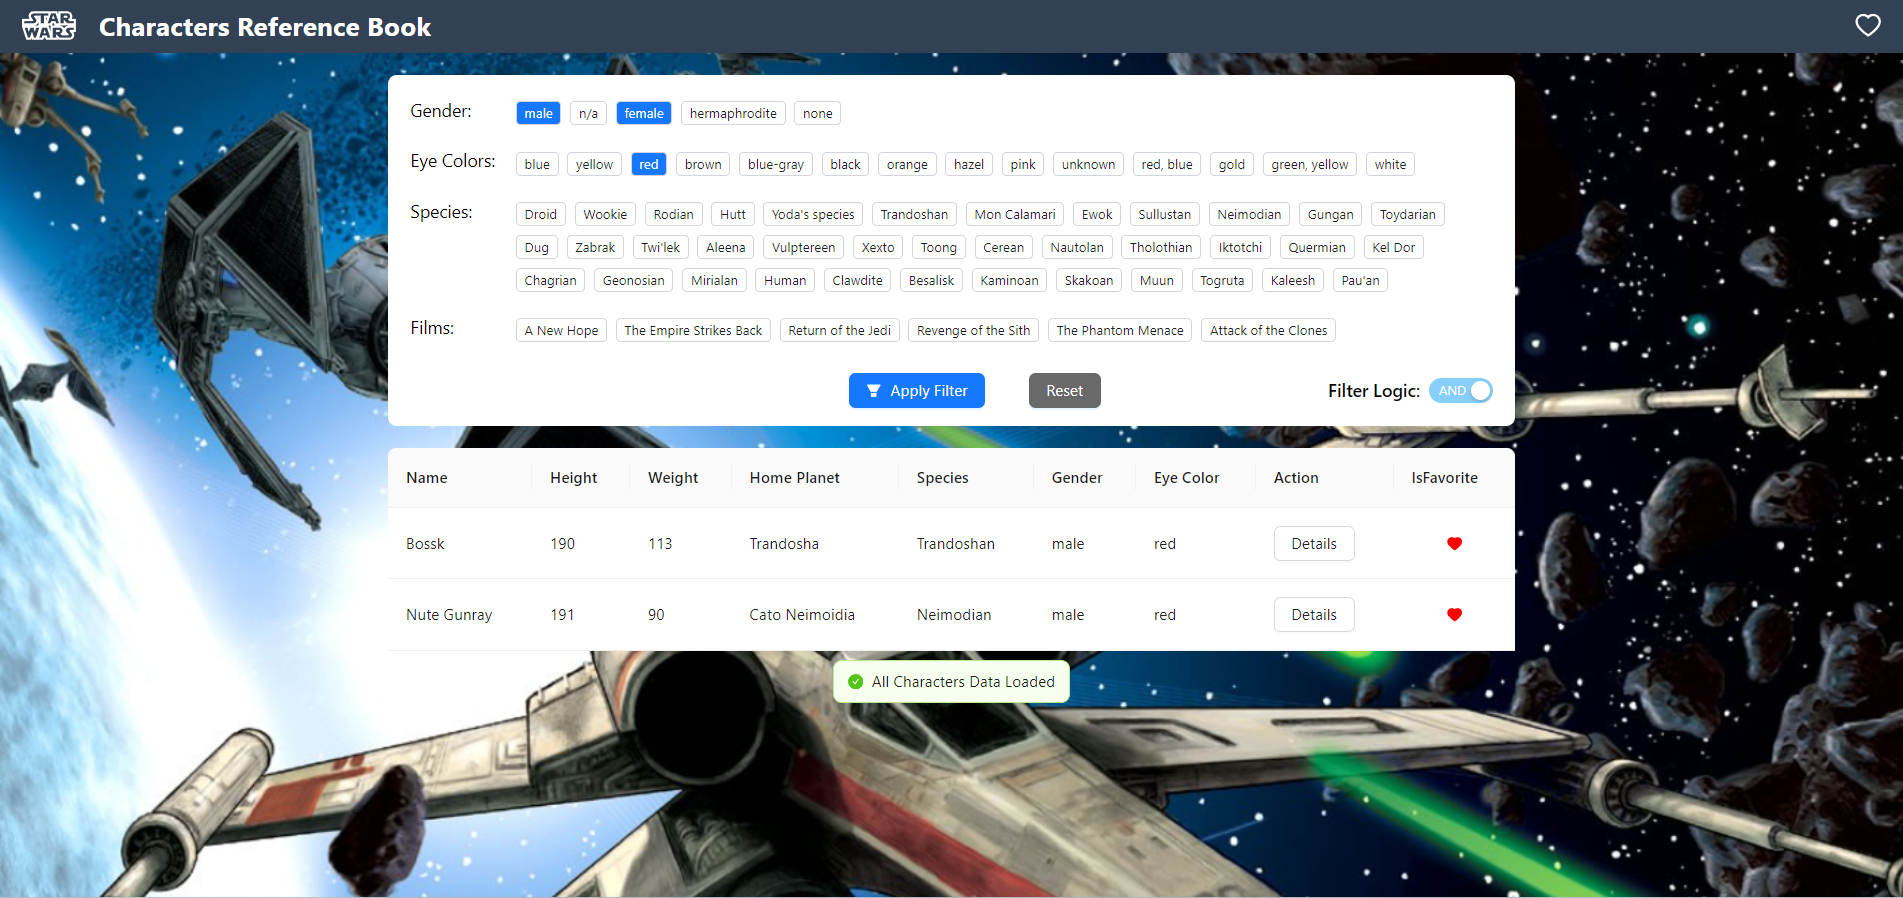 STAR WARS Characters Reference Book
Gender: male n/a female hermaphrodite none
Eye Colors: blue yellow red brown blue-gray black orange hazel pink unknown red, blue gold green, yellow white
Species: Droid Wookie Rodian Hutt Yoda's species Trandoshan Mon Calamari Ewok Sullustan Neimodian Gungan Toydarian
Dug Zabrak Twi'lek Aleena Vulptereen Xexto Toong Cerean Nautolan Tholothian Iktotchi Quermian Kel Dor
Chagrian Geonosian Mirialan Human Clawdite Besalisk Kaminoan Skakoan Muun Togruta Kaleesh Pau'an
Films: A New Hope The Empire Strikes Back Return of the Jedi Revenge of the Sith The Phantom Menace Attack of the Clones
Apply Filter Reset Filter Logic: AND
Name Height Weight Home Planet Species Gender Eye Color Action IsFavorite
Bossk 190 113 Trandosha Trandoshan male red Details
Nute Gunray 191 90 Cato Neimoidia Neimodian male red Details
All Characters Data Loaded